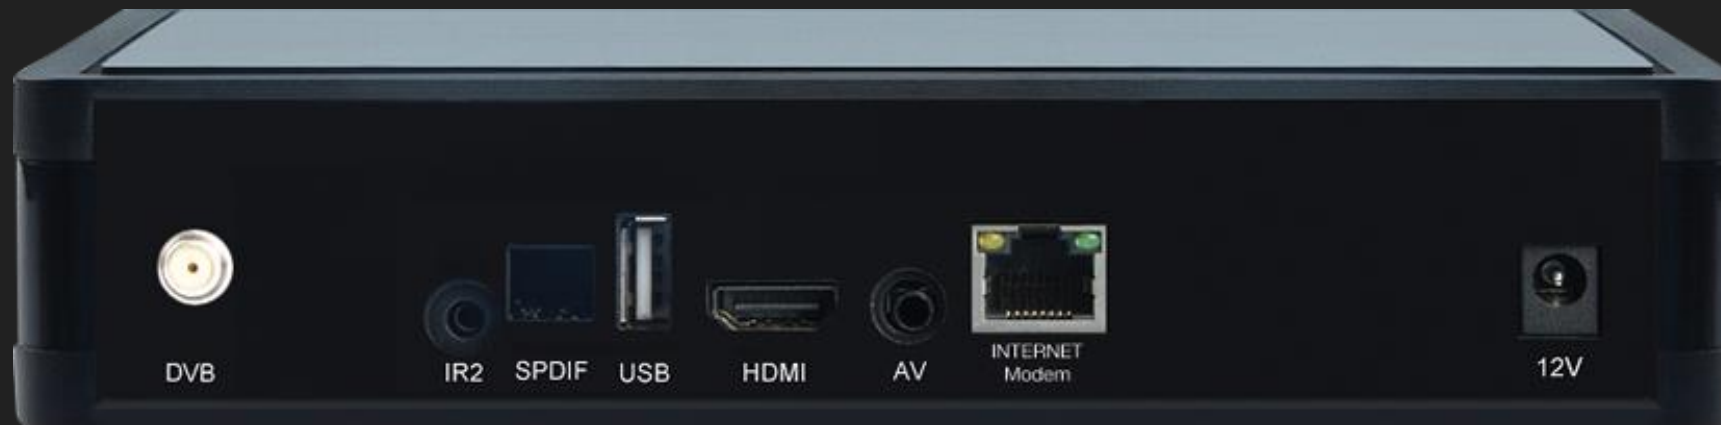 DVB
IR2
SPDIF
USB
HDMI
AV
INTERNET
Modem
12V